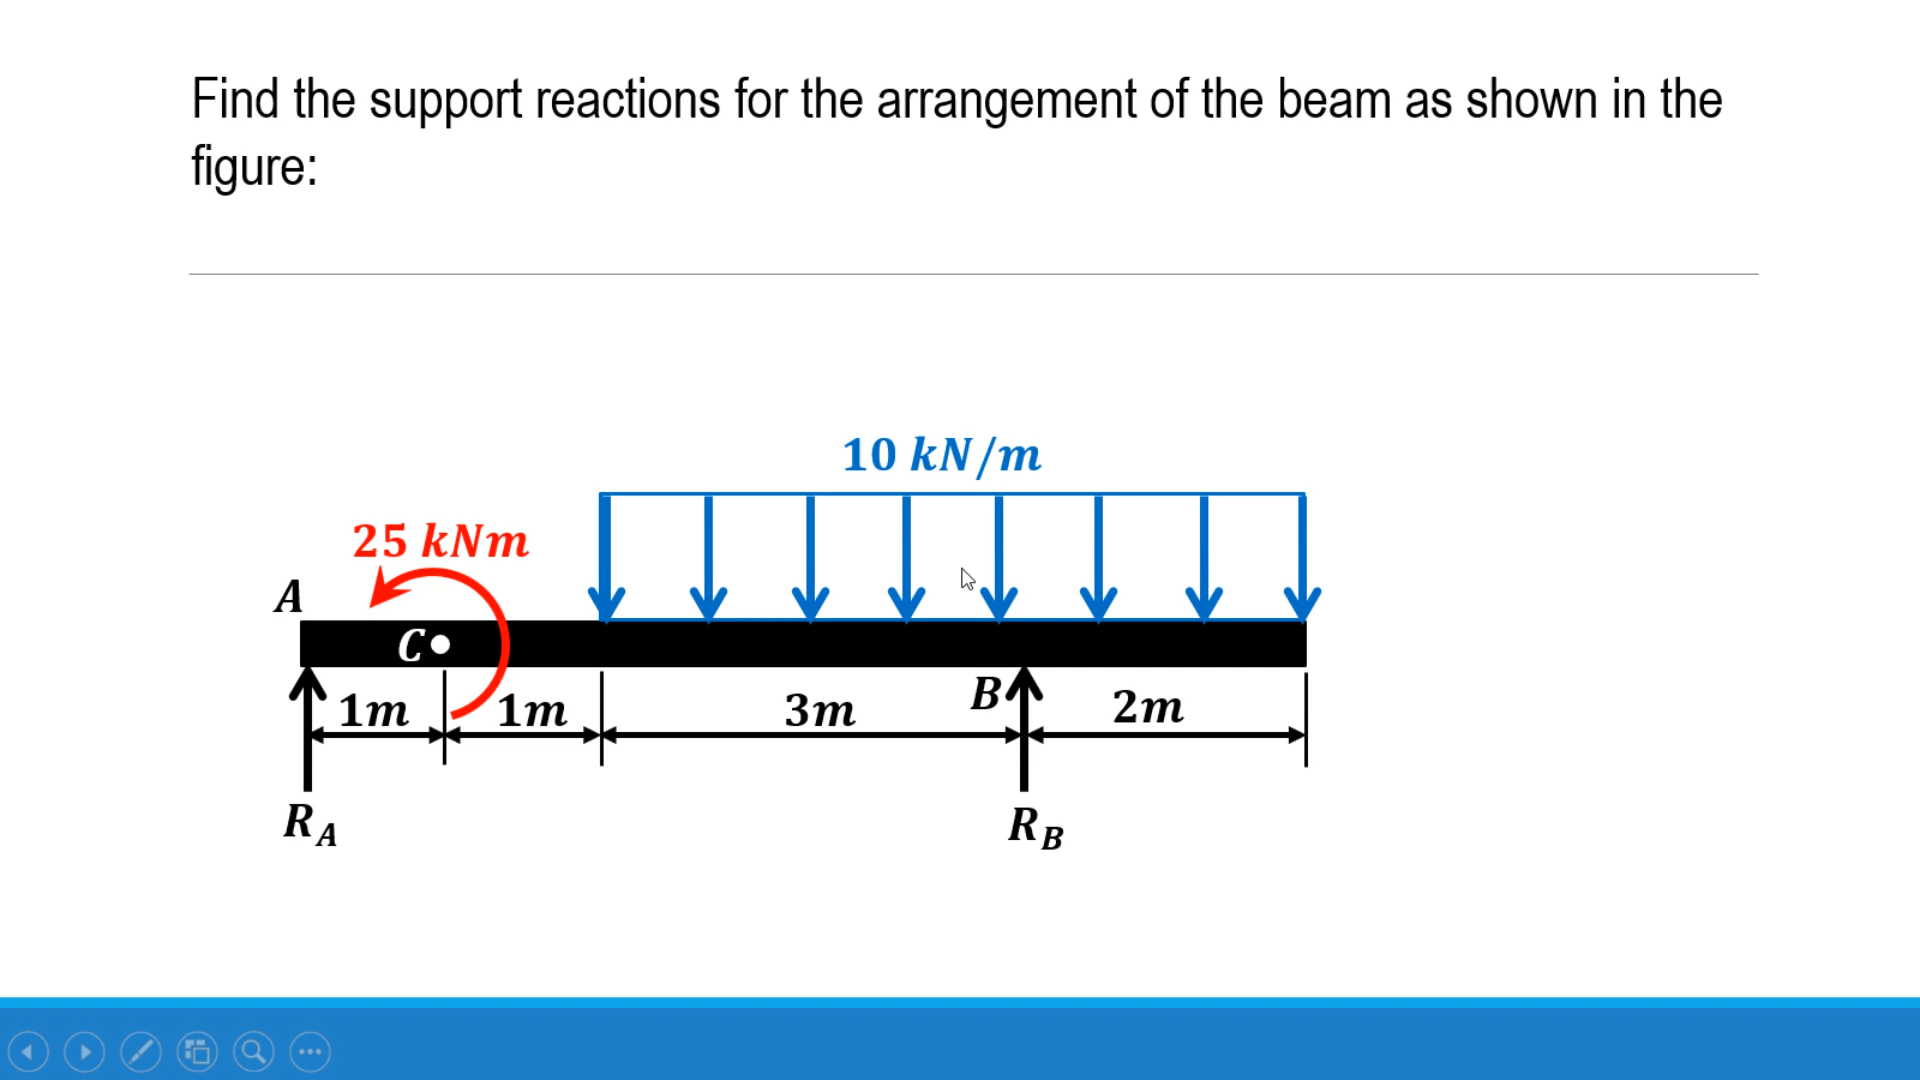 Find the support reactions for the arrangement of the beam as shown in the
figure:
10 kN/m
25 kNm
A
C
B
1m
1m
3m
2m
R_A
R_B